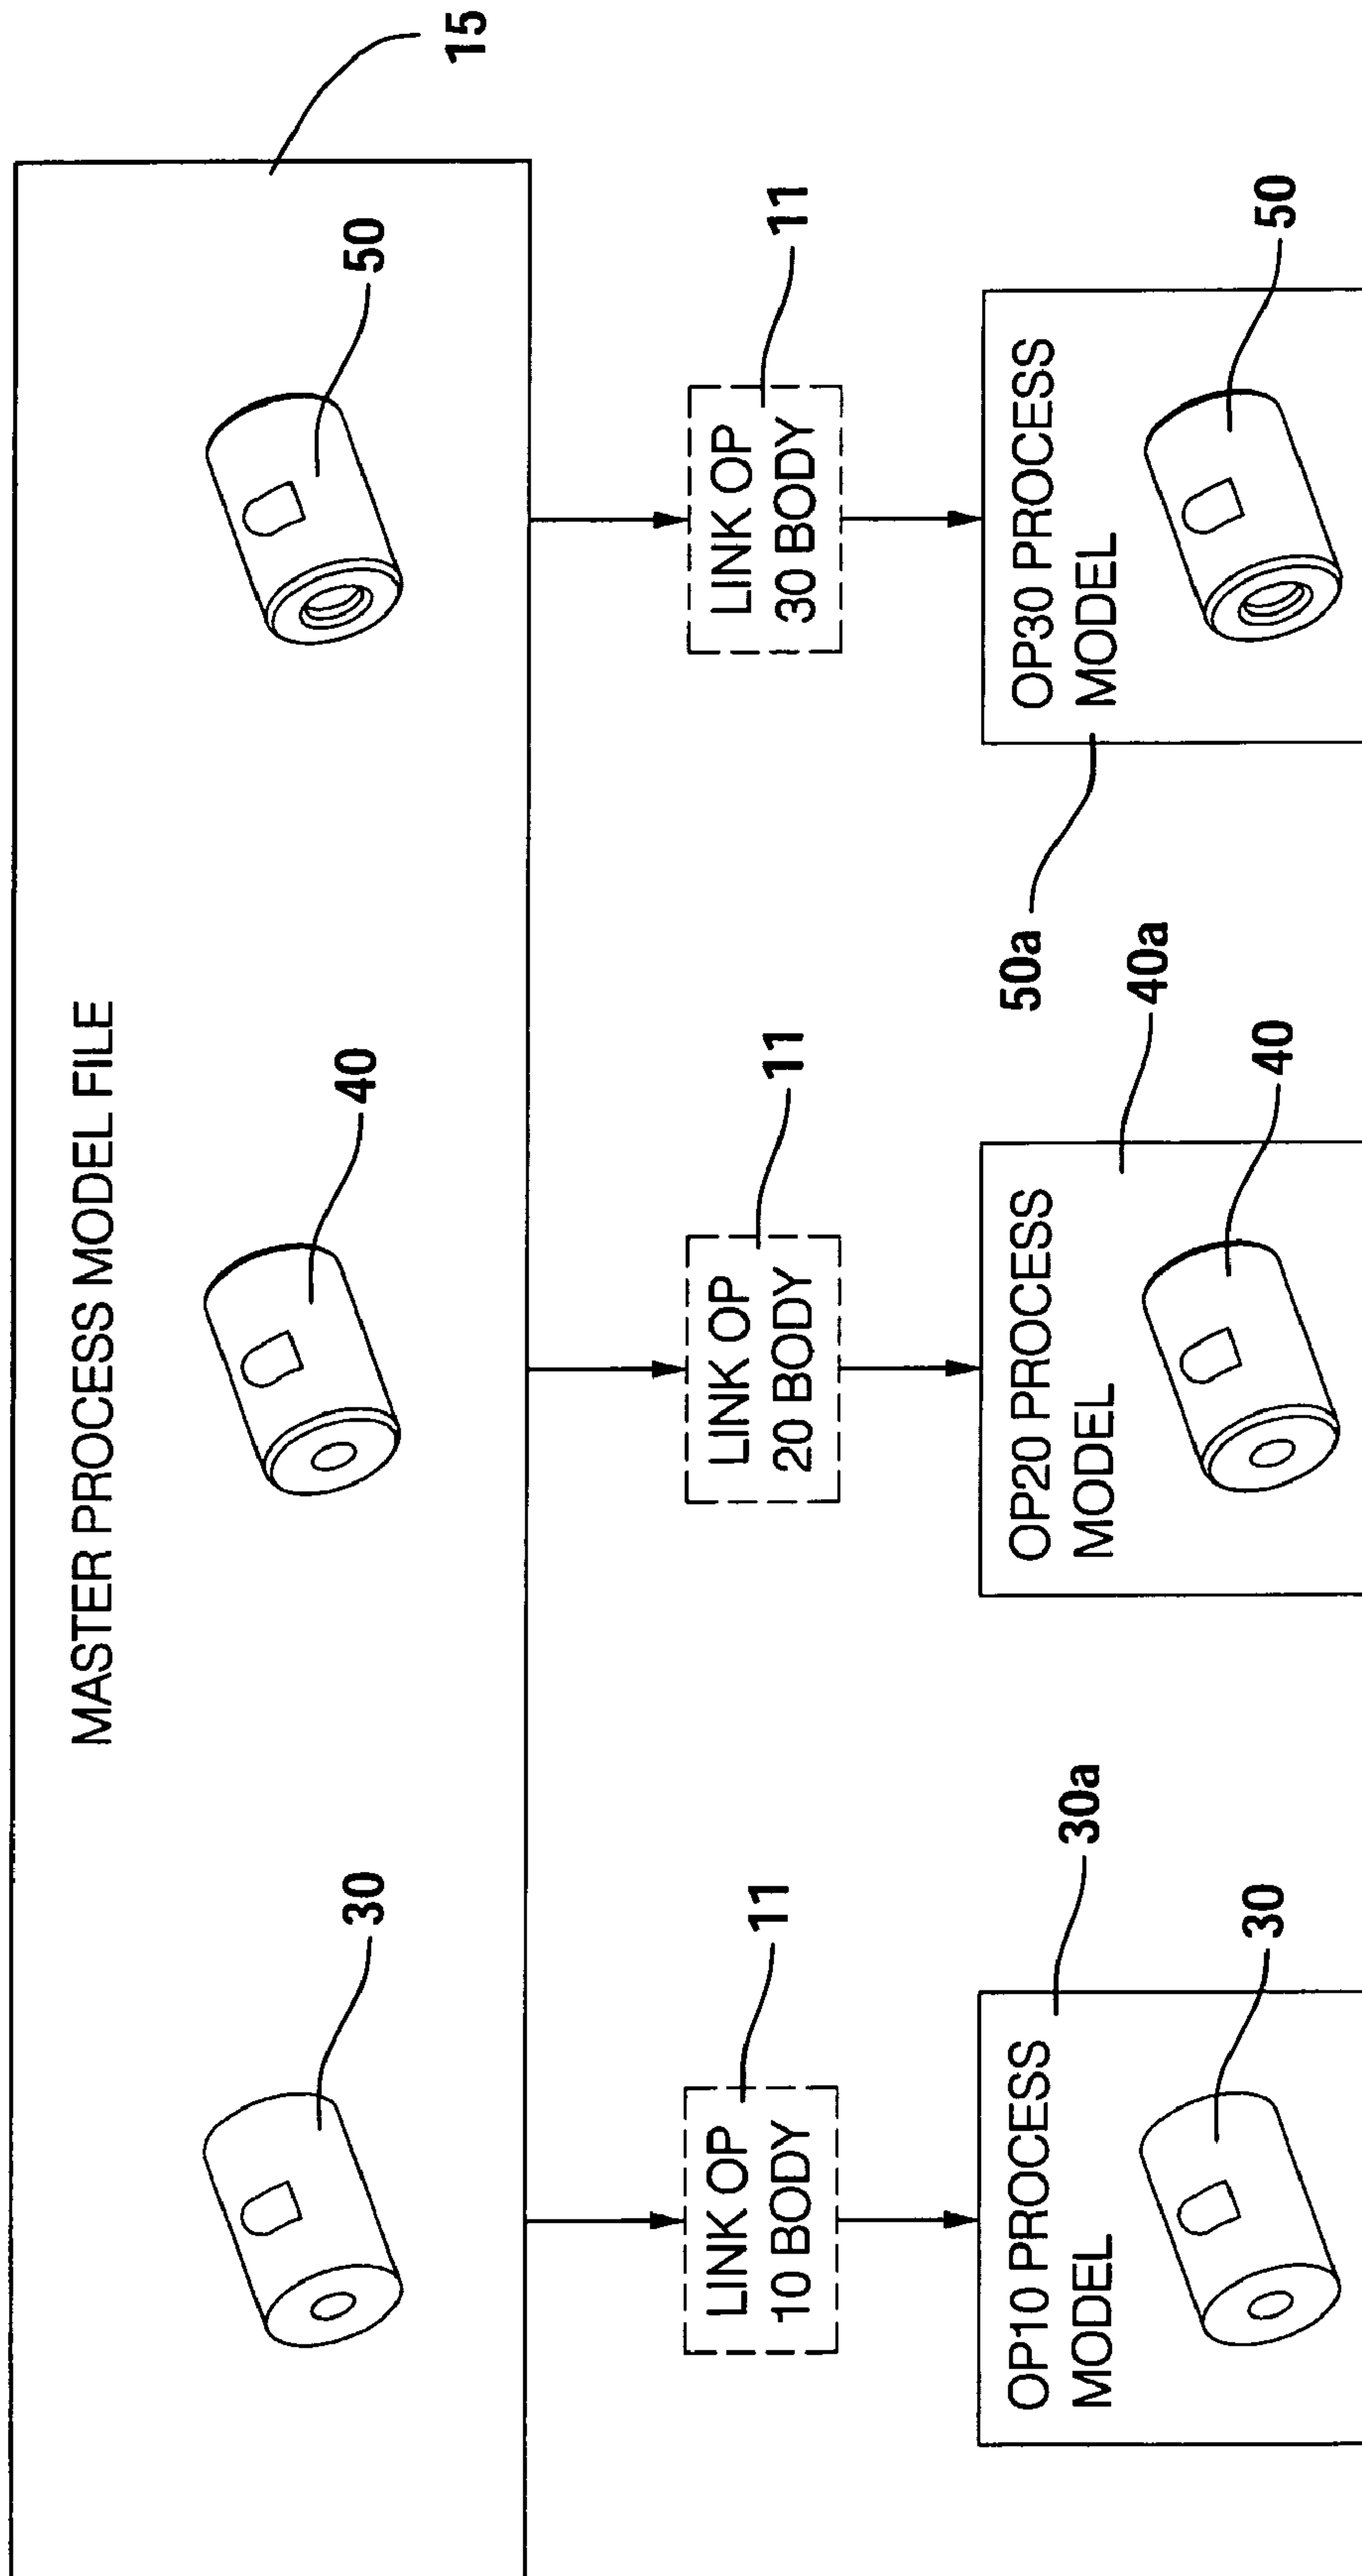 MASTER PROCESS MODEL FILE
15
30
40
50
11
11
11
LINK OP
10 BODY
LINK OP
20 BODY
LINK OP
30 BODY
30a
40a
50a
OP10 PROCESS
MODEL
OP20 PROCESS
MODEL
OP30 PROCESS
MODEL
30
40
50